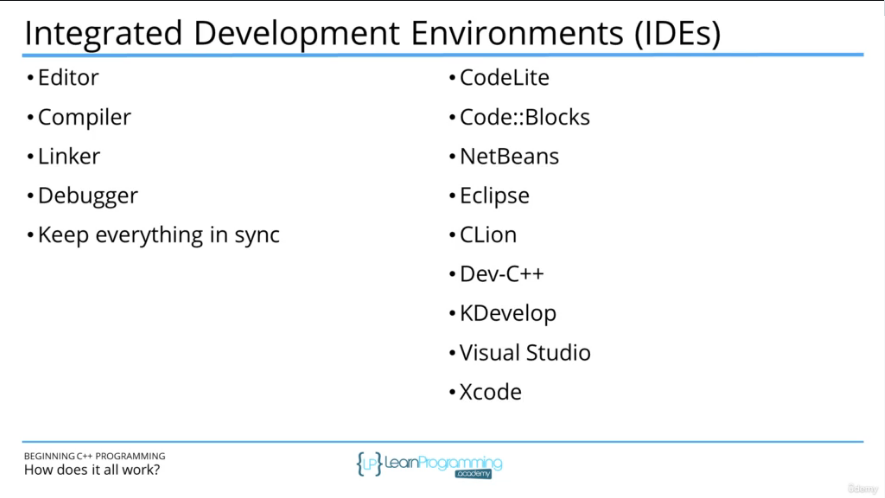 Integrated Development Environments (IDEs)
•Editor
•Compiler
•Linker
•Debugger
•Keep everything in sync
•CodeLite
•Code::Blocks
•NetBeans
•Eclipse
•CLion
•Dev-C++
•KDevelop
•Visual Studio
•Xcode
BEGINNING C++ PROGRAMMING
How does it all work?
{LP} LearnProgramming
academy
Udemy